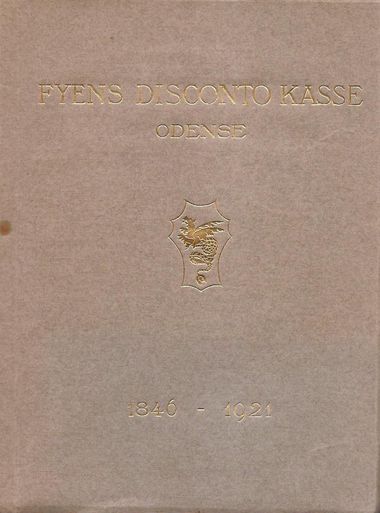 FYENS DISCONTO KASSE
ODENSE
1846 - 1921